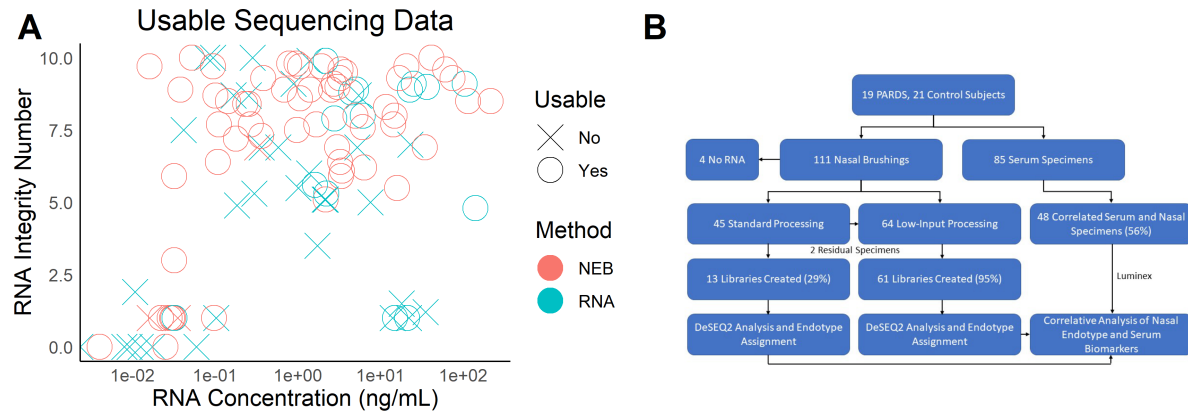 A
Usable Sequencing Data
RNA Integrity Number
10.0
7.5
5.0
2.5
0.0
1e-02
1e-01
1e+00
1e+01
1e+02
RNA Concentration (ng/mL)
Usable
No
Yes
Method
NEB
RNA
B
19 PARDS, 21 Control Subjects
4 No RNA
111 Nasal Brushings
85 Serum Specimens
45 Standard Processing
64 Low-Input Processing
48 Correlated Serum and Nasal
Specimens (56%)
2 Residual Specimens
13 Libraries Created (29%)
61 Libraries Created (95%)
Luminex
DeSEQ2 Analysis and Endotype
Assignment
DeSEQ2 Analysis and Endotype
Assignment
Correlative Analysis of Nasal
Endotype and Serum
Biomarkers